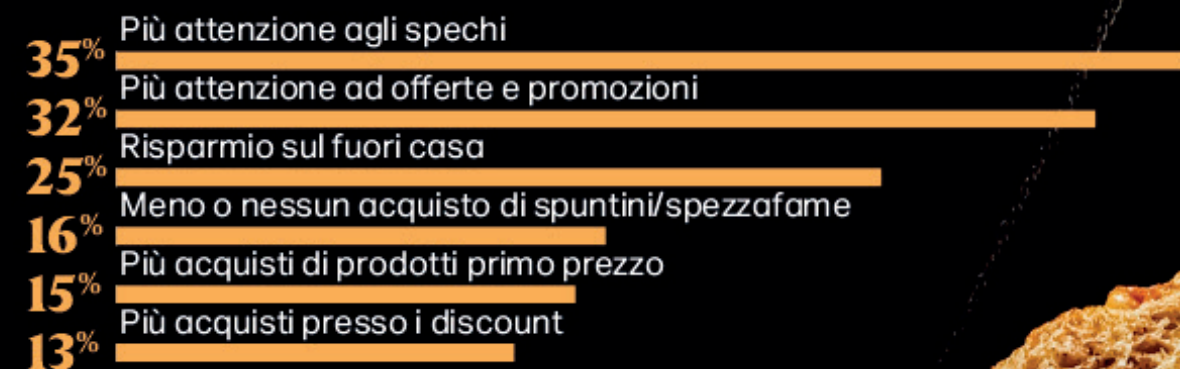 Più attenzione agli spechi
35%
Più attenzione ad offerte e promozioni
32%
Risparmio sul fuori casa
25%
Meno o nessun acquisto di spuntini/spezzafame
16%
Più acquisti di prodotti primo prezzo
15%
Più acquisti presso i discount
13%